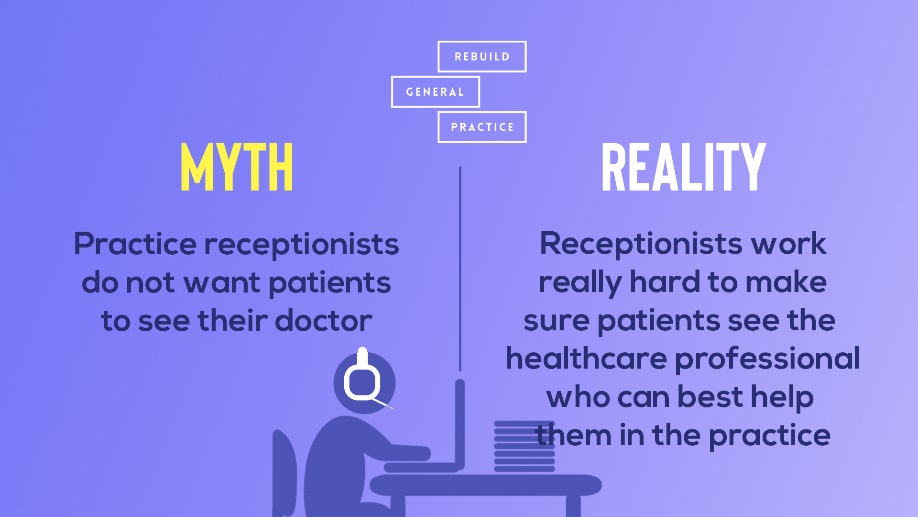 REBUILD
GENERAL
PRACTICE
MYTH
Practice receptionists
do not want patients
to see their doctor
REALITY
Receptionists work
really hard to make
sure patients see the
healthcare professional
who can best help
them in the practice